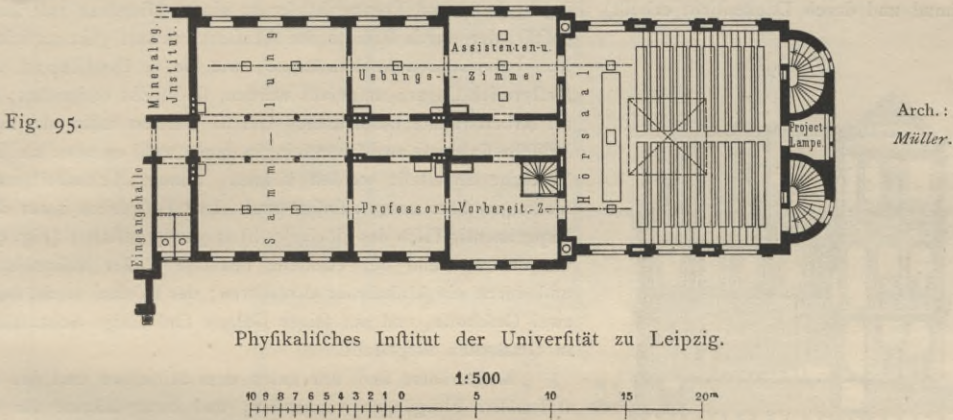 Fig. 95.
Mineralog.
Jnstitut.
Eingangshalle
Sammlung
Assistenten-u.
Uebungs-Zimmer
Professor
Vorbereit.-Z.
Hörsaal
Project-
Lampe.
Arch.:
Müller.
Phyſikaliſches Inſtitut der Univerſität zu Leipzig.
1:500
10 9 8 7 6 5 4 3 2 1 0 5 10 15 20m